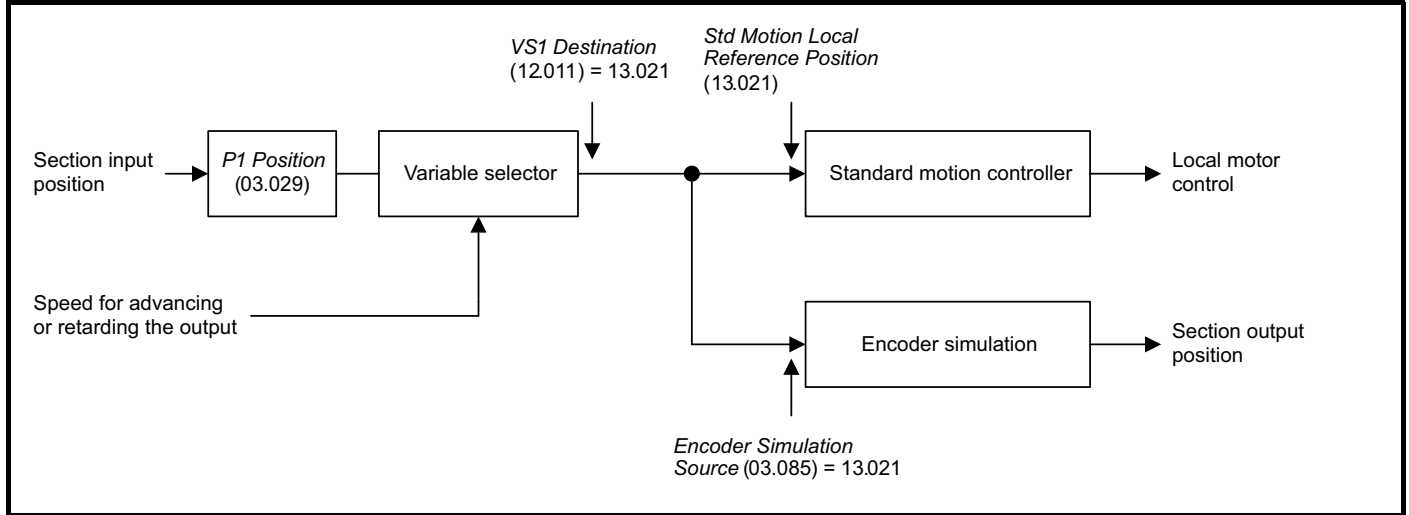 VS1 Destination
(12.011) = 13.021
Std Motion Local
Reference Position
(13.021)
Section input
position
P1 Position
(03.029)
Variable selector
Standard motion controller
Local motor
control
Speed for advancing
or retarding the output
Encoder simulation
Section output
position
Encoder Simulation
Source (03.085) = 13.021